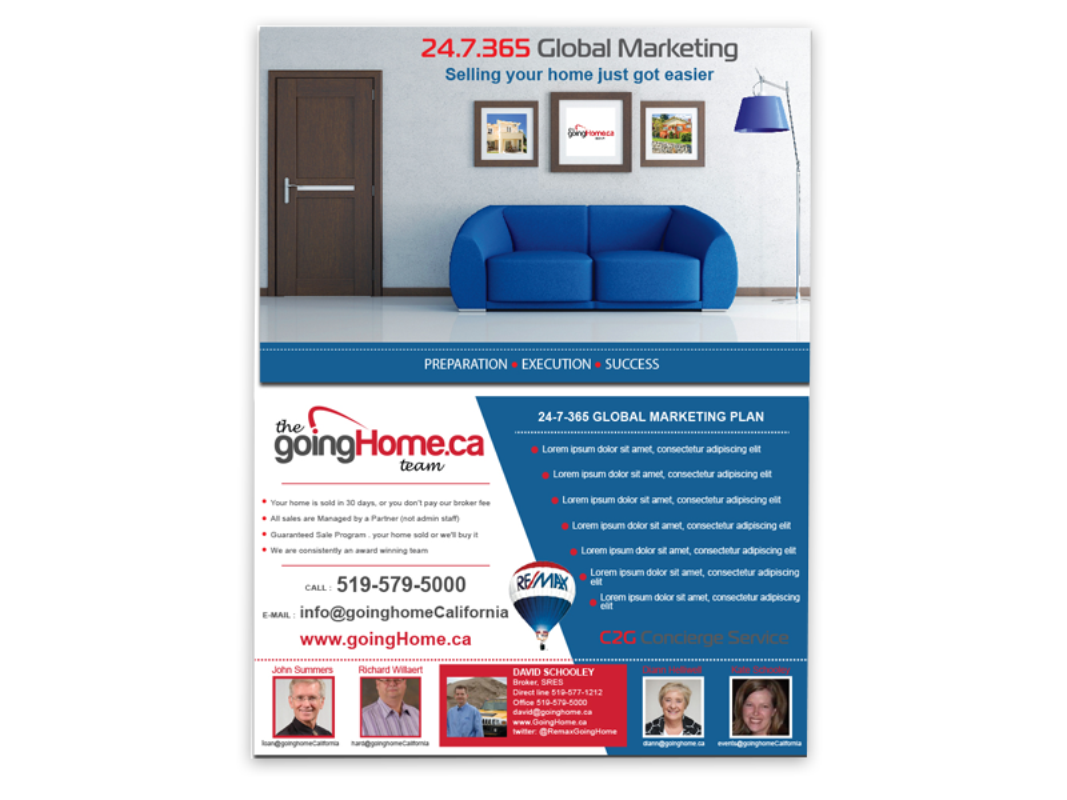 24.7.365 Global Marketing
Selling your home just got easier
the
goingHome.ca
PREPARATION • EXECUTION • SUCCESS
the
goingHome.ca
team
• Your home is sold in 30 days, or you don't pay our broker fee
• All sales are Managed by a Partner (not admin staff)
• Guaranteed Sale Program . your home sold or we'll buy it
• We are consistently an award winning team
CALL : 519-579-5000
E-MAIL : info@goinghomeCalifornia
www.goingHome.ca
24-7-365 GLOBAL MARKETING PLAN
• Lorem ipsum dolor sit amet, consectetur adipiscing elit
• Lorem ipsum dolor sit amet, consectetur adipiscing elit
• Lorem ipsum dolor sit amet, consectetur adipiscing elit
• Lorem ipsum dolor sit amet, consectetur adipiscing elit
• Lorem ipsum dolor sit amet, consectetur adipiscing elit
• Lorem ipsum dolor sit amet, consectetur adipiscing
elit
• Lorem ipsum dolor sit amet, consectetur adipiscing
elit
RE/MAX
C2G Concierge Service
John Summers
Richard Willaert
DAVID SCHOOLEY
Broker, SRES
Direct line 519-577-1212
Office 519-579-5000
david@goinghome.ca
www.GoingHome.ca
twitter: @RemaxGoingHome
diann@goinghome.ca
events@goinghomeCalifornia